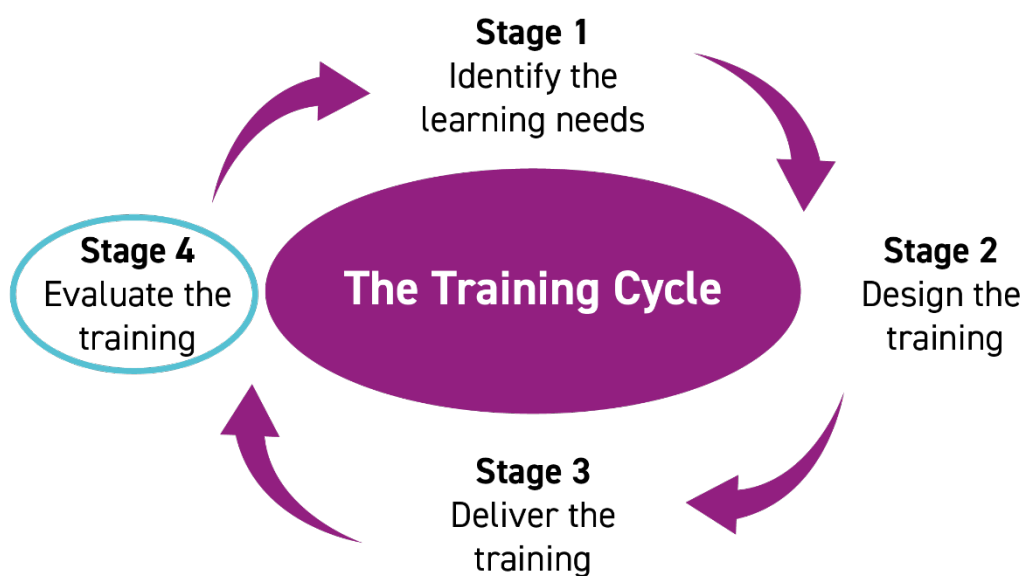 Stage 1
Identify the
learning needs
Stage 2
Design the
training
Stage 3
Deliver the
training
Stage 4
Evaluate the
training
The Training Cycle